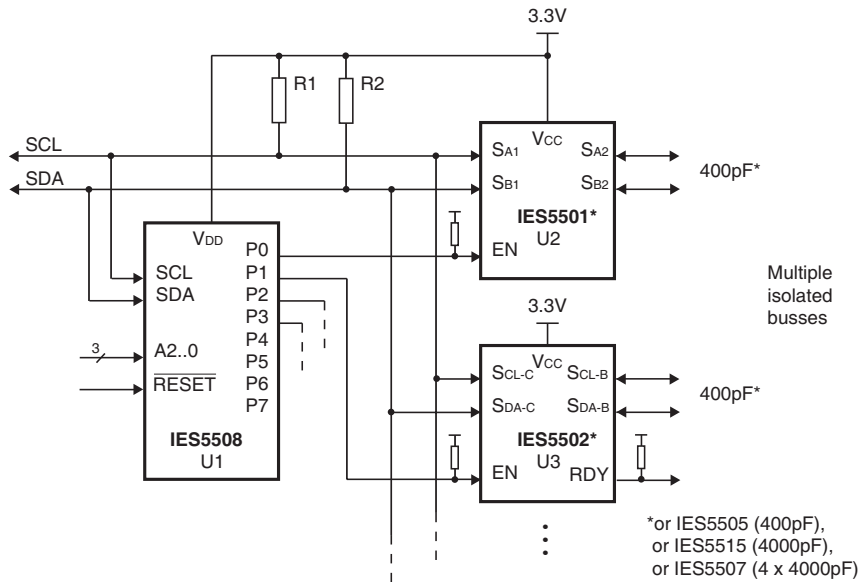 3.3V
R1
R2
SCL
SDA
VCC
SA1
SA2
SB1
SB2
IES5501*
U2
EN
400pF*
VDD
SCL
SDA
3
A2..0
RESET
P0
P1
P2
P3
P4
P5
P6
P7
IES5508
U1
Multiple
isolated
busses
3.3V
VCC
SCL-C
SCL-B
SDA-C
SDA-B
IES5502*
U3
EN
RDY
400pF*
*or IES5505 (400pF),
or IES5515 (4000pF),
or IES5507 (4 x 4000pF)